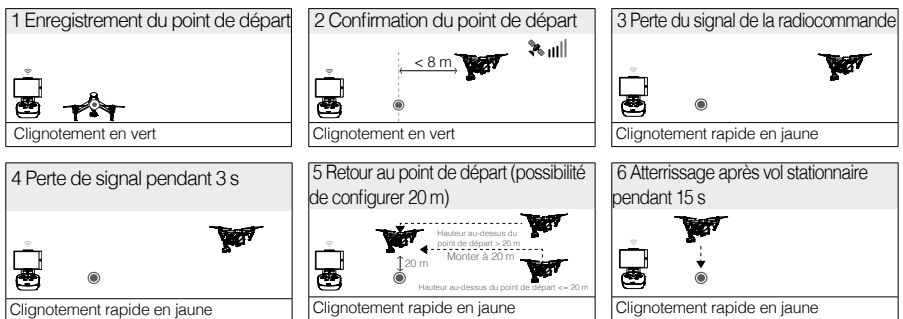 1 Enregistrement du point de départ
Clignotement en vert
2 Confirmation du point de départ
< 8 m
Clignotement en vert
3 Perte du signal de la radiocommande
Clignotement rapide en jaune
4 Perte de signal pendant 3 s
Clignotement rapide en jaune
5 Retour au point de départ (possibilité
de configurer 20 m)
Hauteur au-dessus du
point de départ > 20 m
Monter à 20 m
20 m
Hauteur au-dessus du point de départ <= 20 m
Clignotement rapide en jaune
6 Atterrissage après vol stationnaire
pendant 15 s
Clignotement rapide en jaune